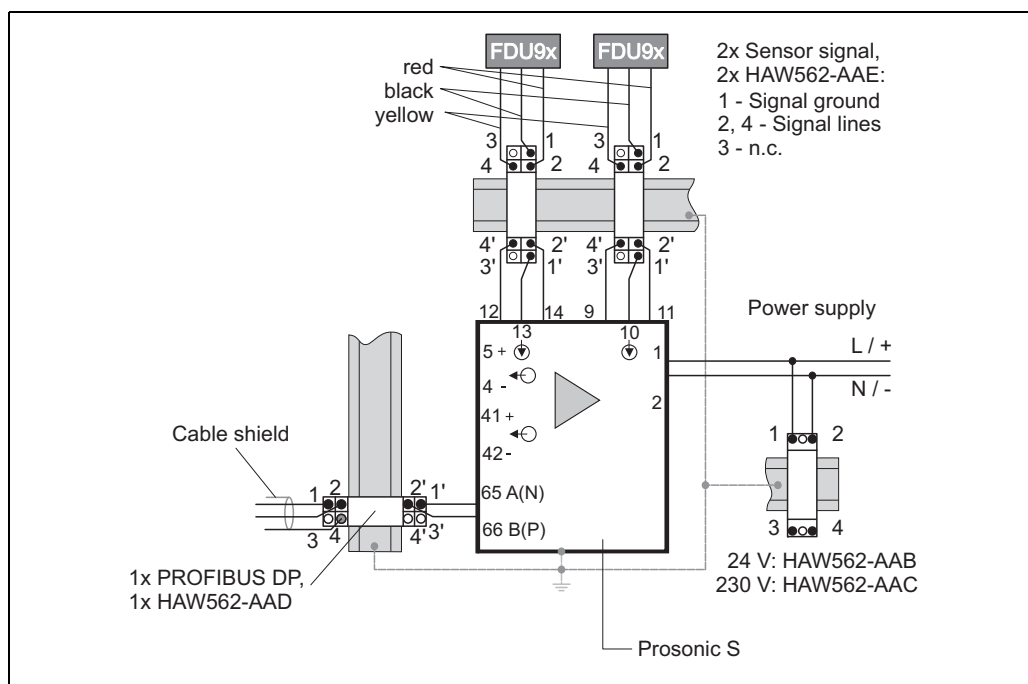 FDU9x FDU9x
red
black
yellow
2x Sensor signal,
2x HAW562-AAE:
1 - Signal ground
2, 4 - Signal lines
3 - n.c.
3 1 3 1
4 2 4 2
4' 2' 4' 2'
3' 1' 3' 1'
12 14 9 11
13 10
5 +
4 -
41 +
42 -
65 A(N)
66 B(P)
1
2
Power supply
L / +
N / -
1 2
3 4
24 V: HAW562-AAB
230 V: HAW562-AAC
Cable shield
1 2 2' 1'
3 4 4' 3'
1x PROFIBUS DP,
1x HAW562-AAD
Prosonic S